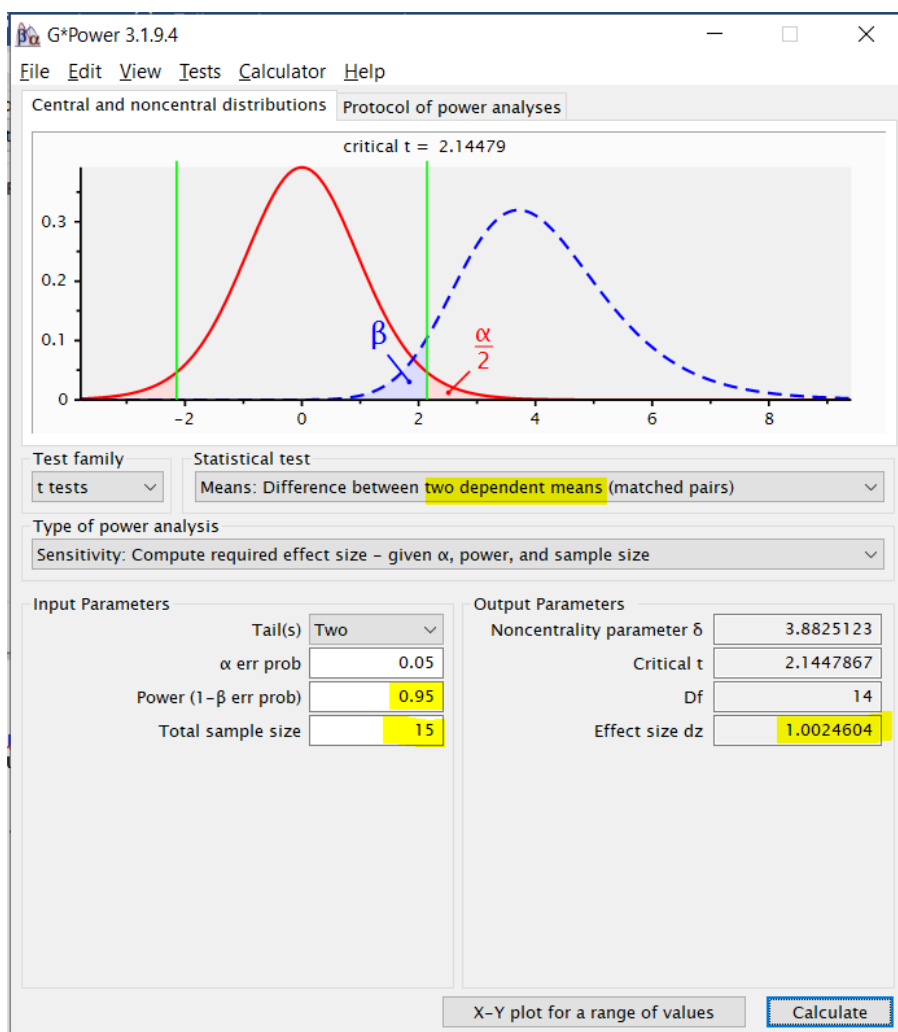 G*Power 3.1.9.4
File Edit View Tests Calculator Help
Central and noncentral distributions Protocol of power analyses
critical t = 2.14479
0.3
0.2
0.1
0
β
α
2
-2 0 2 4 6 8
Test family Statistical test
t tests Means: Difference between two dependent means (matched pairs)
Type of power analysis
Sensitivity: Compute required effect size – given α, power, and sample size
Input Parameters Output Parameters
Tail(s) Two Noncentrality parameter δ 3.8825123
α err prob 0.05 Critical t 2.1447867
Power (1-β err prob) 0.95 Df 14
Total sample size 15 Effect size dz 1.0024604
X-Y plot for a range of values Calculate